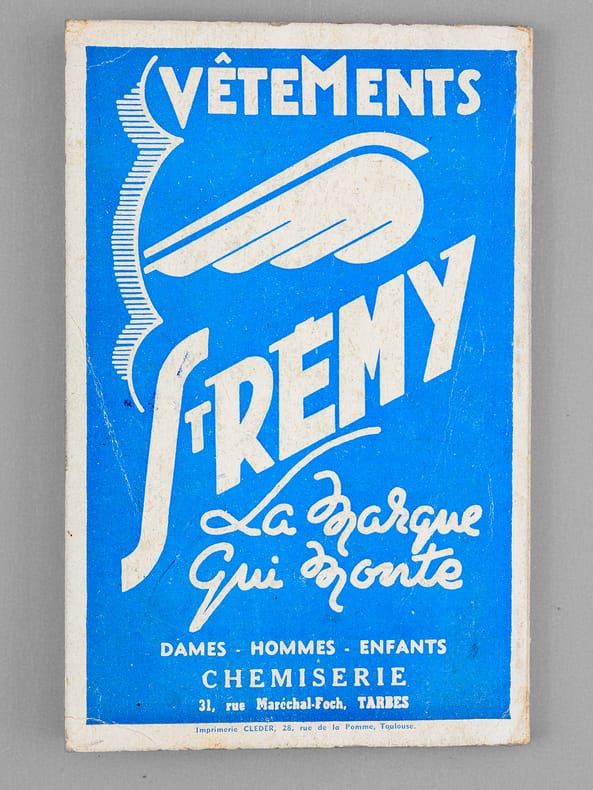 VÊTEMENTS
ST RÉMY
La Marque
Qui Monte
DAMES - HOMMES - ENFANTS
CHEMISERIE
31, rue Maréchal-Foch, TARBES
Imprimerie CLEDER, 28, rue de la Pomme, Toulouse.